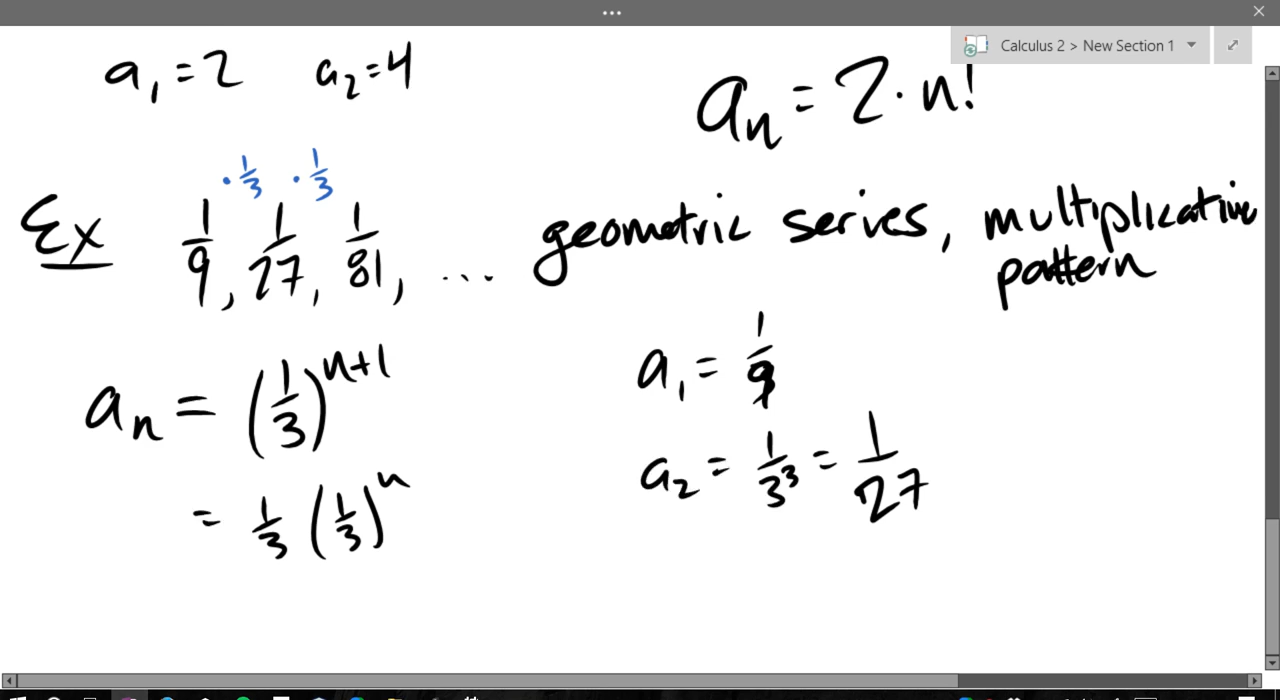 Calculus 2 > New Section 1
a₁ = 2 a₂ = 4
aₙ = 2 · n!
· 1/3 · 1/3
Ex 1/9, 1/27, 1/81, ... geometric series, multiplicative
pattern
aₙ = (1/3)ⁿ⁺¹
a₁ = 1/9
= 1/3 (1/3)ⁿ
a₂ = 1/3³ = 1/27